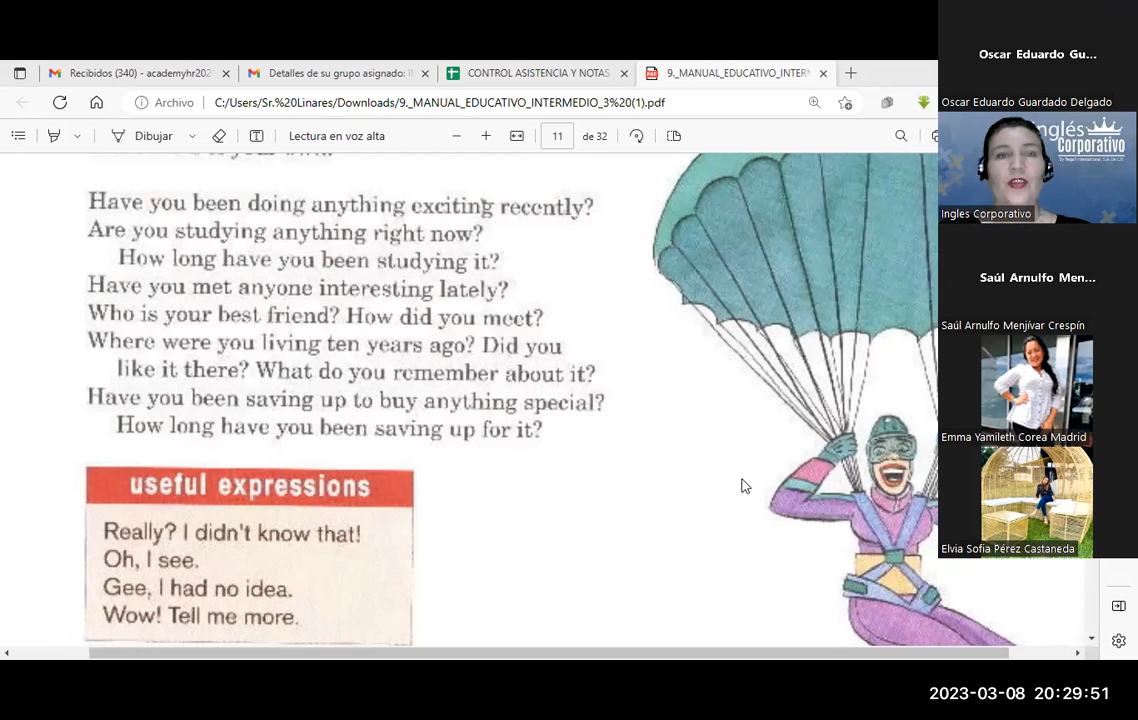 Oscar Eduardo Gu...
Recibidos (340) - academyhr202
Detalles de su grupo asignado: II
CONTROL ASISTENCIA Y NOTAS
9._MANUAL_EDUCATIVO_INTERM
Archivo
C:/Users/Sr.%20Linares/Downloads/9._MANUAL_EDUCATIVO_INTERMEDIO_3%20(1).pdf
Oscar Eduardo Guardado Delgado
Dibujar
Lectura en voz alta
11
de 32
Inglés
Corporativo
Ingles Corporativo
Have you been doing anything exciting recently?
Are you studying anything right now?
How long have you been studying it?
Have you met anyone interesting lately?
Who is your best friend? How did you meet?
Where were you living ten years ago? Did you
like it there? What do you remember about it?
Have you been saving up to buy anything special?
How long have you been saving up for it?
useful expressions
Really? I didn't know that!
Oh, I see.
Gee, I had no idea.
Wow! Tell me more.
Saúl Arnulfo Men...
Saúl Arnulfo Menjívar Crespín
Emma Yamileth Corea Madrid
Elvia Sofia Pérez Castaneda
2023-03-08 20:29:51